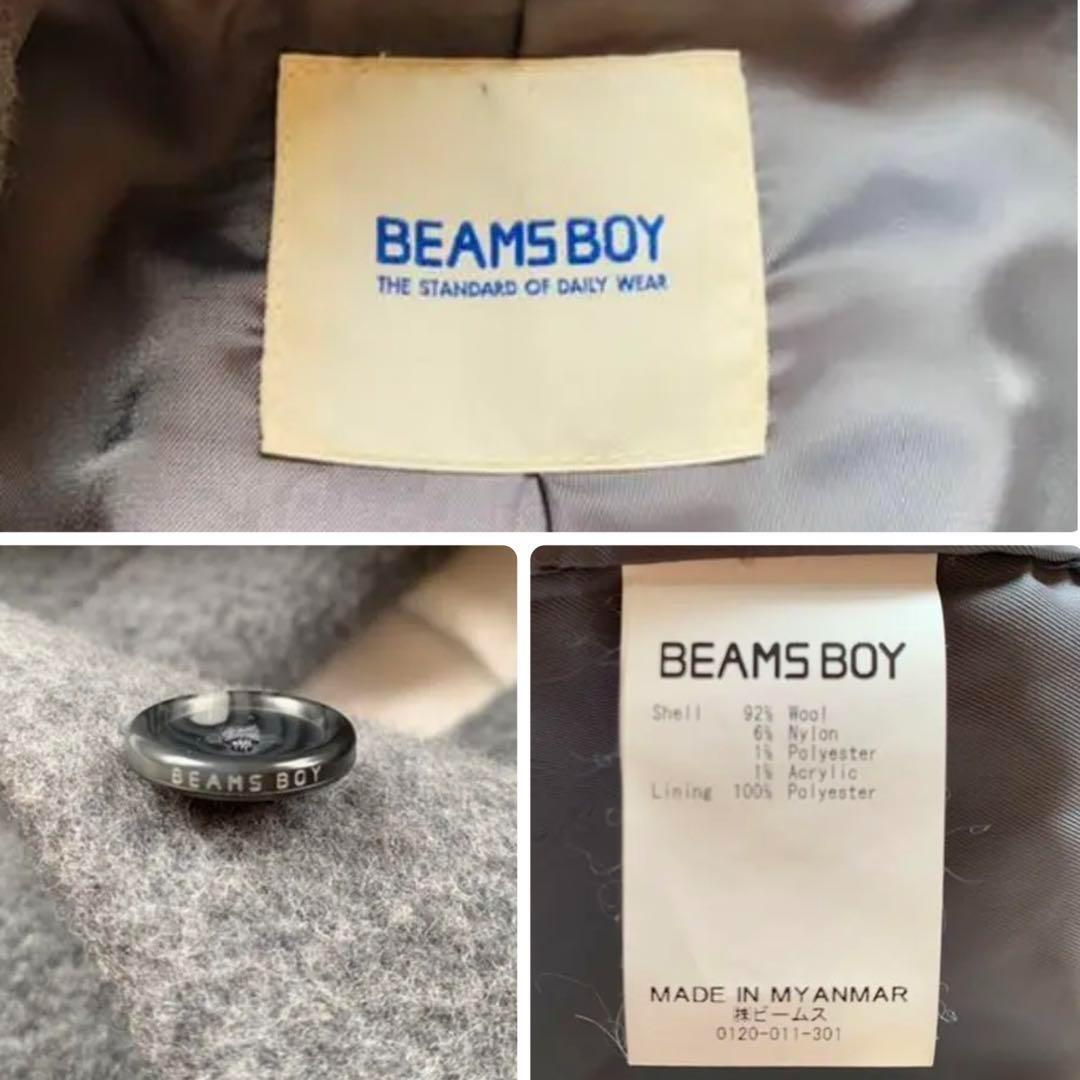 BEAMS BOY
THE STANDARD OF DAILY WEAR
BEAMS BOY
BEAMS BOY
Shell 92% Wool
6% Nylon
1% Polyester
1% Acrylic
Lining 100% Polyester
MADE IN MYANMAR
㈱ビームス
0120-011-301